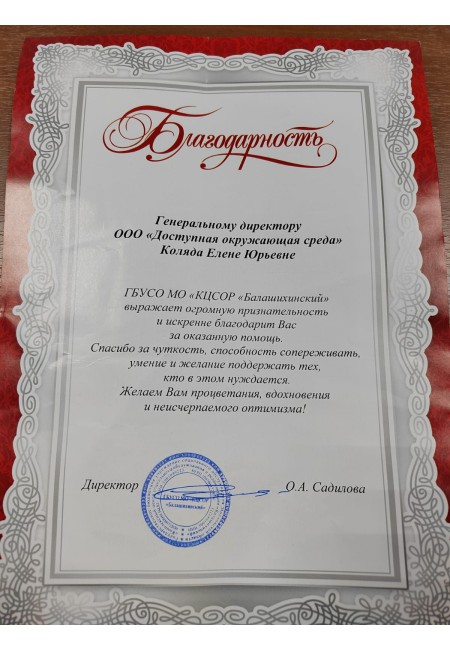 Благодарность
Генеральному директору
ООО «Доступная окружающая среда»
Коляда Елене Юрьевне
ГБУСО МО «КЦСОР «Балашихинский»
выражает огромную признательность
и искренне благодарит Вас
за оказанную помощь.
Спасибо за чуткость, способность сопереживать,
умение и желание поддержать тех,
кто в этом нуждается.
Желаем Вам процветания, вдохновения
и неисчерпаемого оптимизма!
Директор О.А. Садилова
«Балашихинский»